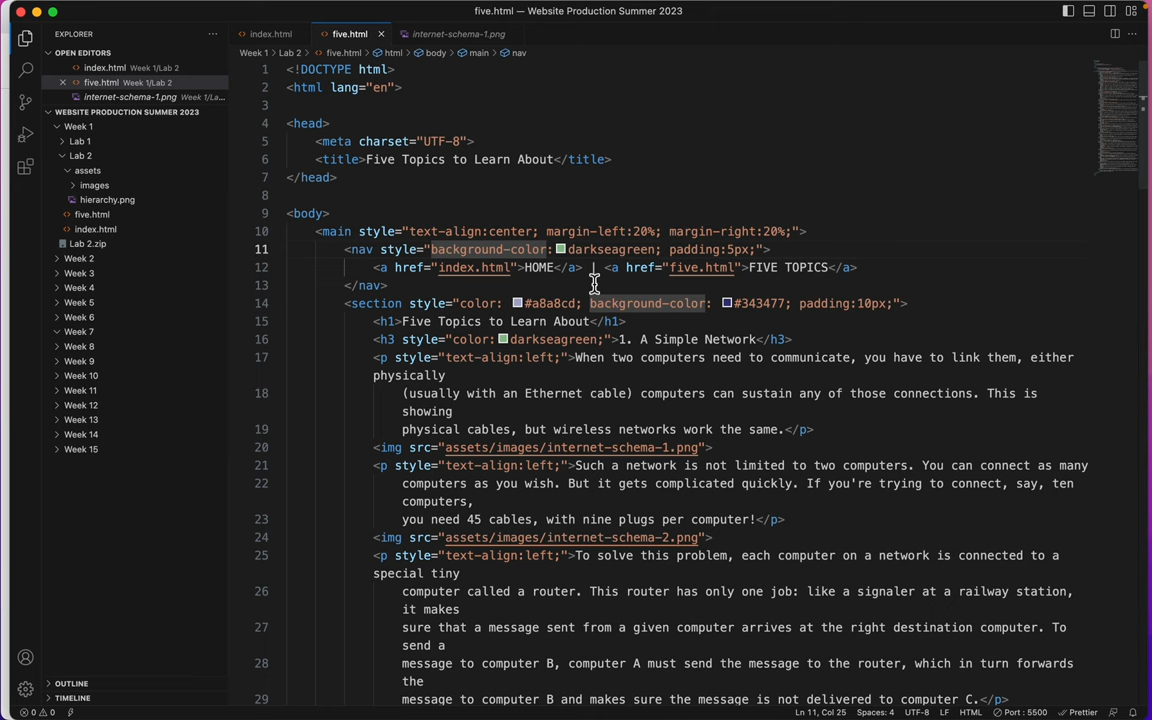 five.html — Website Production Summer 2023
EXPLORER
index.html
five.html
internet-schema-1.png
OPEN EDITORS
Week 1 > Lab 2 > five.html > html > body > main > nav
index.html Week 1/Lab 2
five.html Week 1/Lab 2
internet-schema-1.png Week 1/La...
WEBSITE PRODUCTION SUMMER 2023
Week 1
Lab 1
Lab 2
assets
images
hierarchy.png
five.html
index.html
Lab 2.zip
Week 2
Week 3
Week 4
Week 5
Week 6
Week 7
Week 8
Week 9
Week 10
Week 11
Week 12
Week 13
Week 14
Week 15
OUTLINE
TIMELINE
1 <!DOCTYPE html>
2 <html lang="en">
3
4 <head>
5 <meta charset="UTF-8">
6 <title>Five Topics to Learn About</title>
7 </head>
8
9 <body>
10 <main style="text-align:center; margin-left:20%; margin-right:20%;">
11 <nav style="background-color:darkseagreen; padding:5px;">
12 <a href="index.html">HOME</a> | <a href="five.html">FIVE TOPICS</a>
13 </nav>
14 <section style="color: #a8a8cd; background-color: #343477; padding:10px;">
15 <h1>Five Topics to Learn About</h1>
16 <h3 style="color:darkseagreen;">1. A Simple Network</h3>
17 <p style="text-align:left;">When two computers need to communicate, you have to link them, either
physically
18 (usually with an Ethernet cable) computers can sustain any of those connections. This is
showing
19 physical cables, but wireless networks work the same.</p>
20 <img src="assets/images/internet-schema-1.png">
21 <p style="text-align:left;">Such a network is not limited to two computers. You can connect as many
22 computers as you wish. But it gets complicated quickly. If you're trying to connect, say, ten
computers,
23 you need 45 cables, with nine plugs per computer!</p>
24 <img src="assets/images/internet-schema-2.png">
25 <p style="text-align:left;">To solve this problem, each computer on a network is connected to a
special tiny
26 computer called a router. This router has only one job: like a signaler at a railway station,
it makes
27 sure that a message sent from a given computer arrives at the right destination computer. To
send a
28 message to computer B, computer A must send the message to the router, which in turn forwards
the
29 message to computer B and makes sure the message is not delivered to computer C.</p>
0 0 Ln 11, Col 25 Spaces: 4 UTF-8 LF HTML Port : 5500 Prettier